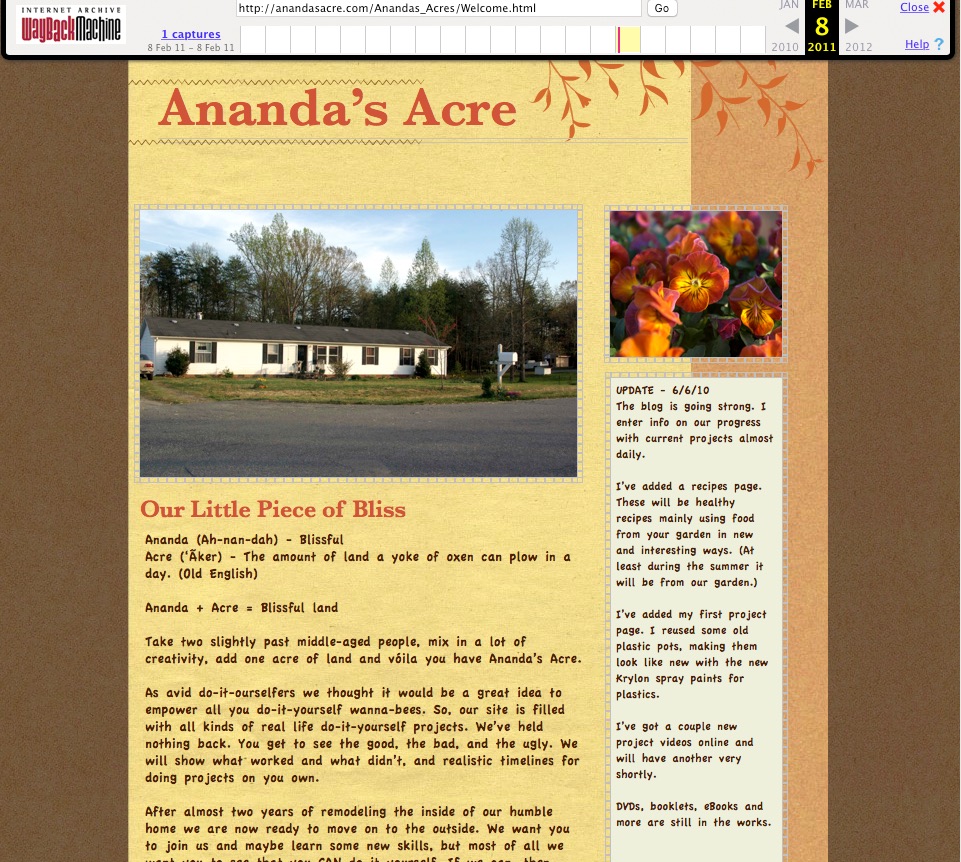 INTERNET ARCHIVE
WayBackMachine
http://anandasacre.com/Anandas_Acres/Welcome.html
Go
1 captures
8 Feb 11 – 8 Feb 11
JAN FEB MAR
8
2010 2011 2012
Close
Help ?
Ananda's Acre
Our Little Piece of Bliss
Ananda (Ah-nan-dah) - Blissful
Acre ('Ãker) - The amount of land a yoke of oxen can plow in a
day. (Old English)
Ananda + Acre = Blissful land
Take two slightly past middle-aged people, mix in a lot of
creativity, add one acre of land and vóila you have Ananda's Acre.
As avid do-it-ourselfers we thought it would be a great idea to
empower all you do-it-yourself wanna-bees. So, our site is filled
with all kinds of real life do-it-yourself projects. We've held
nothing back. You get to see the good, the bad, and the ugly. We
will show what worked and what didn't, and realistic timelines for
doing projects on you own.
After almost two years of remodeling the inside of our humble
home we are now ready to move on to the outside. We want you
to join us and maybe learn some new skills, but most of all we
want you to see that you CAN do it yourself. If we can, then
UPDATE - 6/6/10
The blog is going strong. I
enter info on our progress
with current projects almost
daily.
I've added a recipes page.
These will be healthy
recipes mainly using food
from your garden in new
and interesting ways. (At
least during the summer it
will be from our garden.)
I've added my first project
page. I reused some old
plastic pots, making them
look like new with the new
Krylon spray paints for
plastics.
I've got a couple new
project videos online and
will have another very
shortly.
DVDs, booklets, eBooks and
more are still in the works.